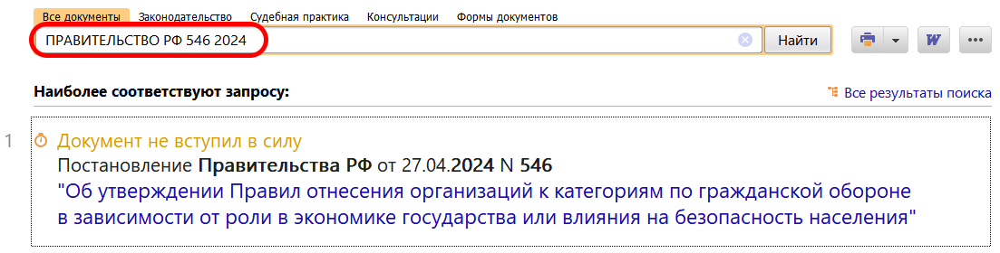 Все документы Законодательство Судебная практика Консультации Формы документов
ПРАВИТЕЛЬСТВО РФ 546 2024 Найти W
Наиболее соответствуют запросу: Все результаты поиска
1 Документ не вступил в силу
Постановление Правительства РФ от 27.04.2024 N 546
"Об утверждении Правил отнесения организаций к категориям по гражданской обороне
в зависимости от роли в экономике государства или влияния на безопасность населения"